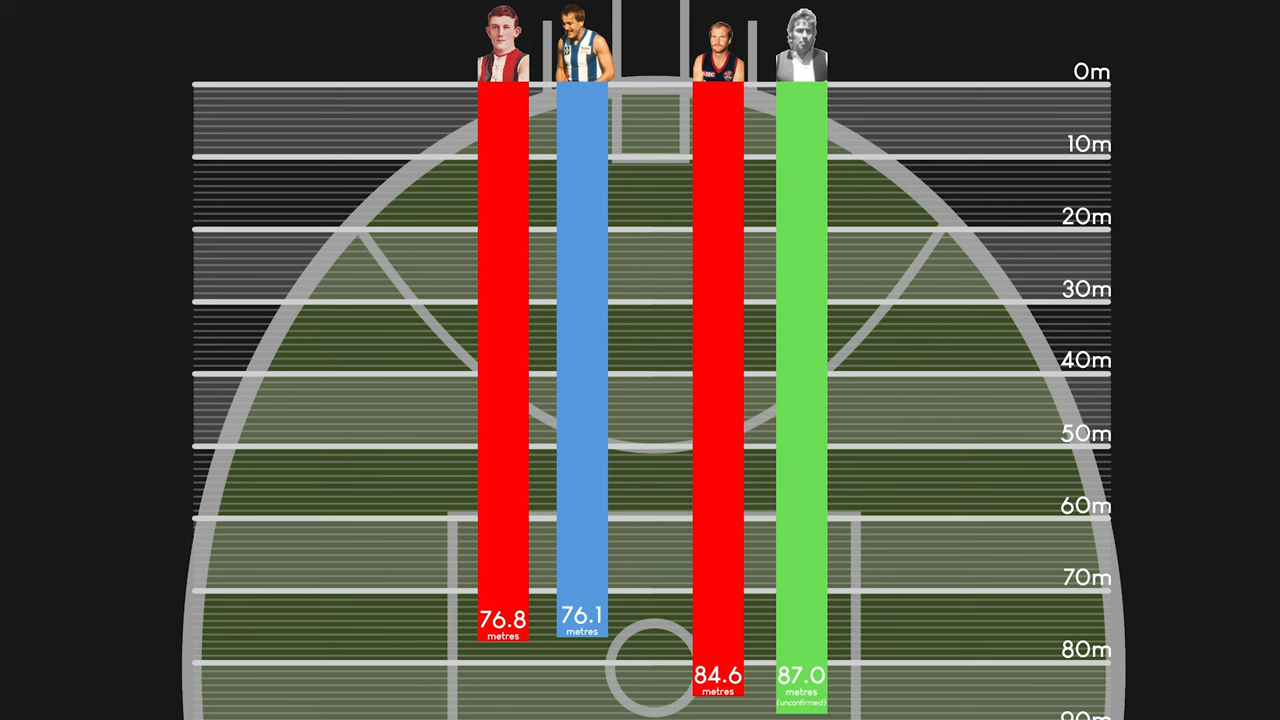 0m
10m
20m
30m
40m
50m
60m
70m
76.1
metres
76.8
metres
80m
84.6
metres
87.0
metres
(unconfirmed)
90m